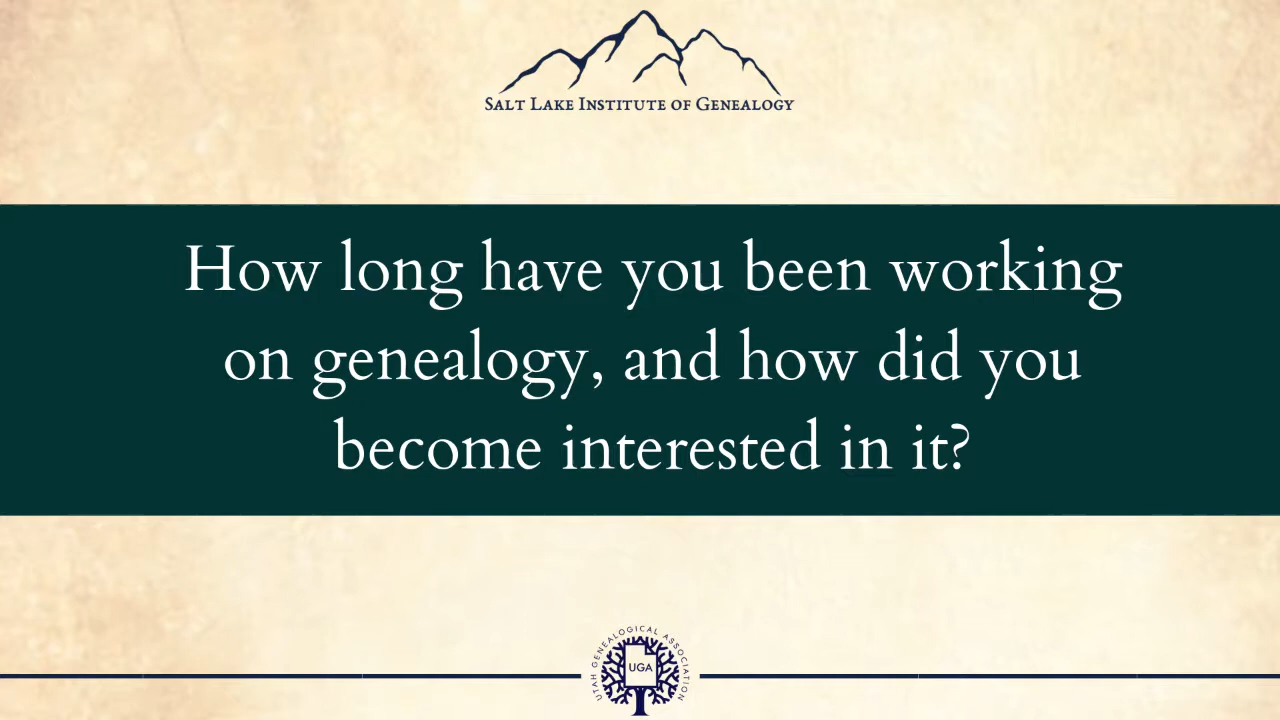 Salt Lake Institute of Genealogy
How long have you been working
on genealogy, and how did you
become interested in it?
UTAH GENEALOGICAL ASSOCIATION
UGA